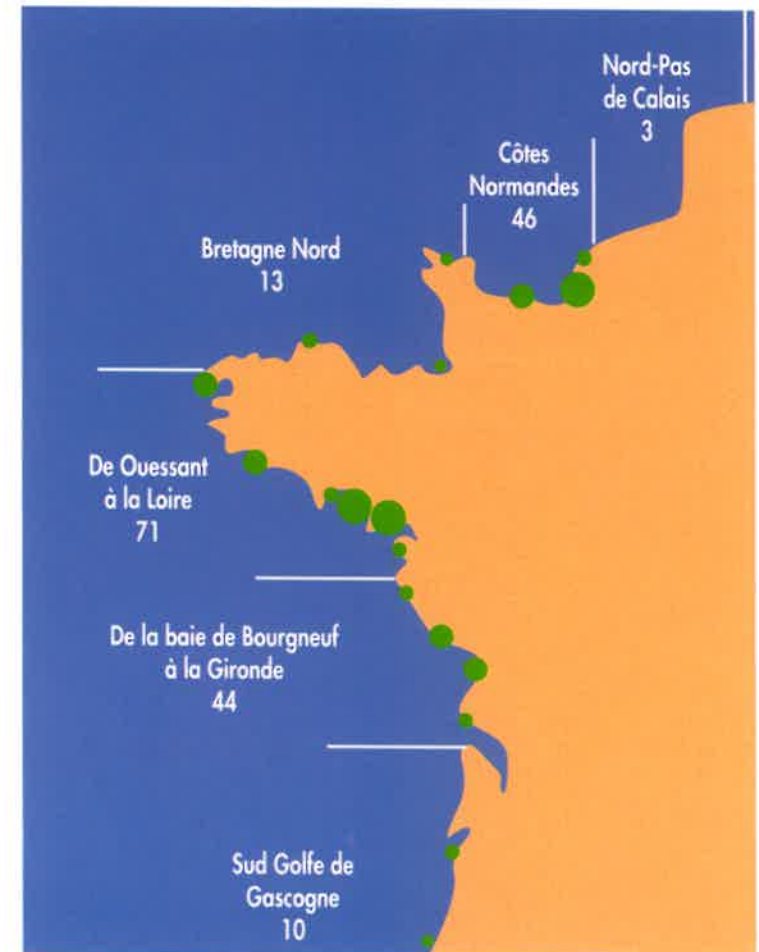 Nord-Pas
de Calais
3
Côtes
Normandes
46
Bretagne Nord
13
De Ouessant
à la Loire
71
De la baie de Bourgneuf
à la Gironde
44
Sud Golfe de
Gascogne
10